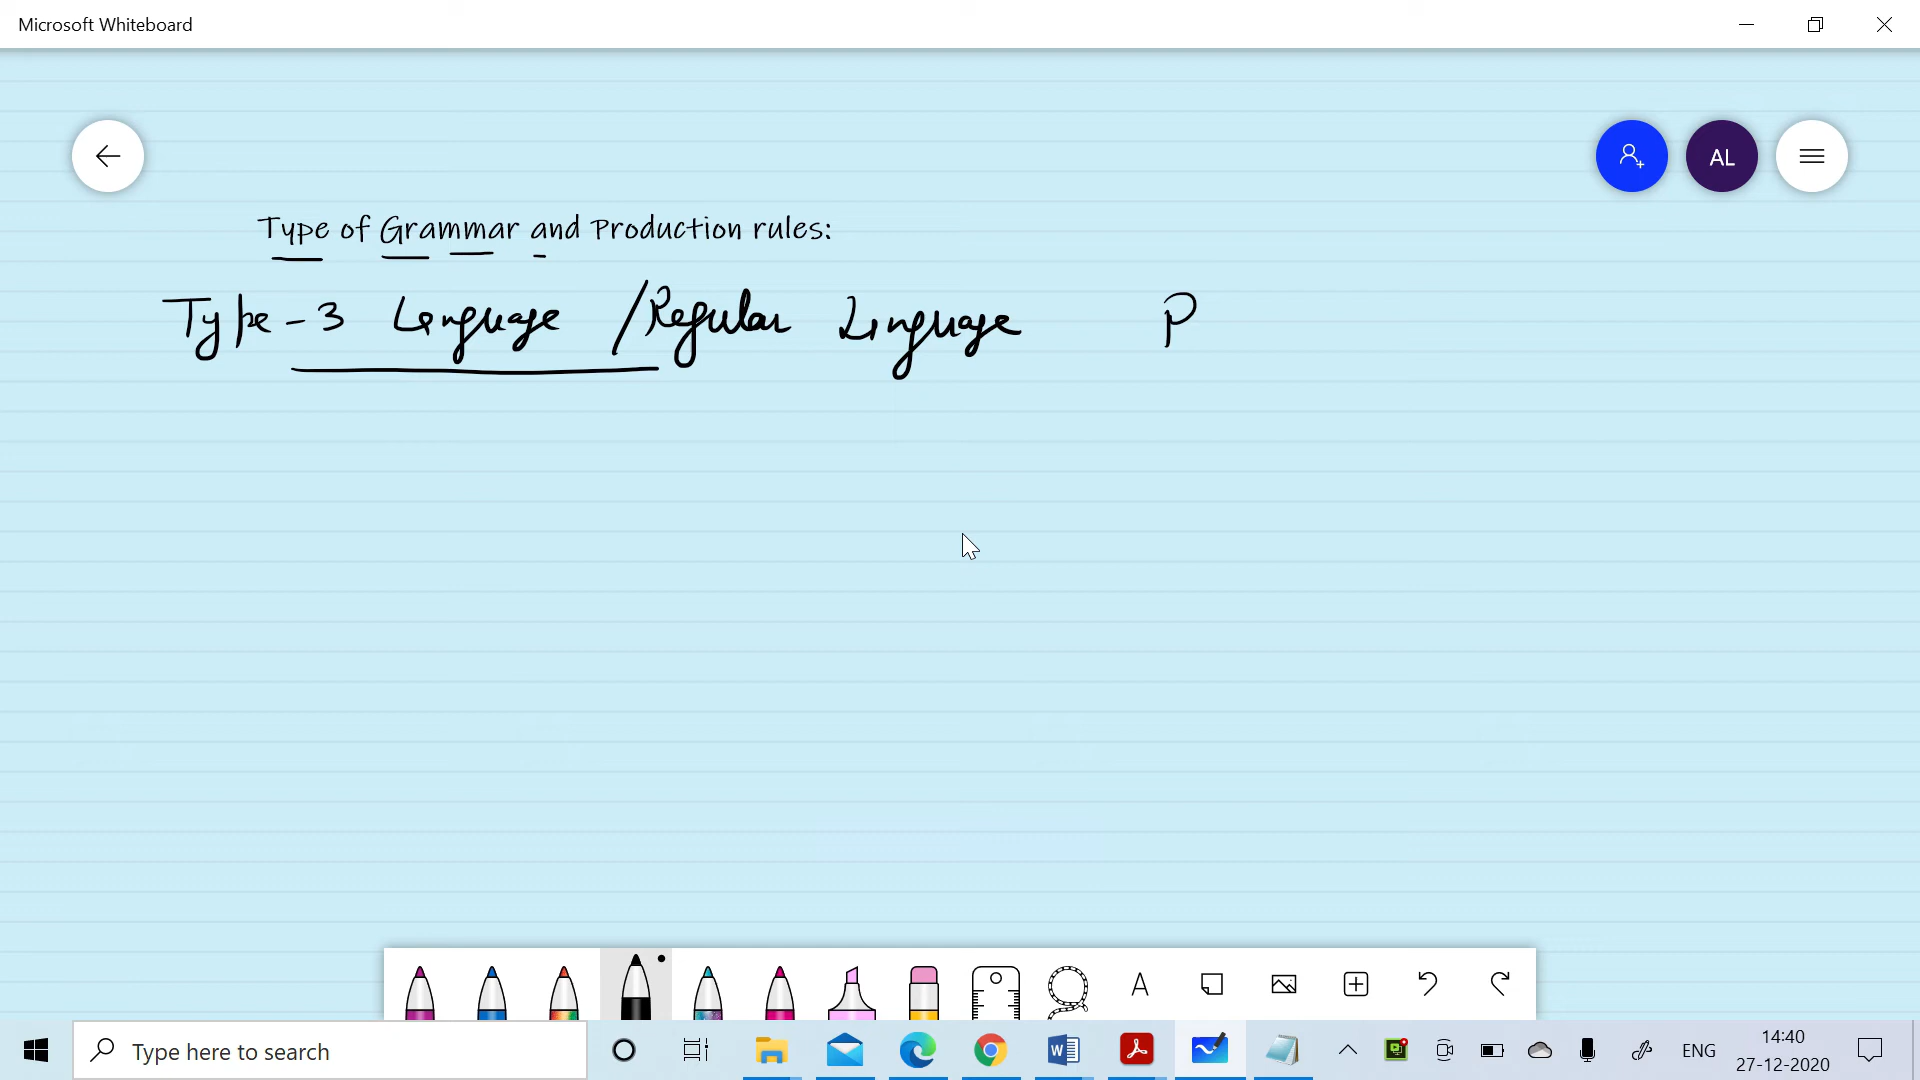 Microsoft Whiteboard
AL
Type of Grammar and Production rules:
Type - 3 Language / Regular Language P
A
Type here to search
ENG
14:40
27-12-2020